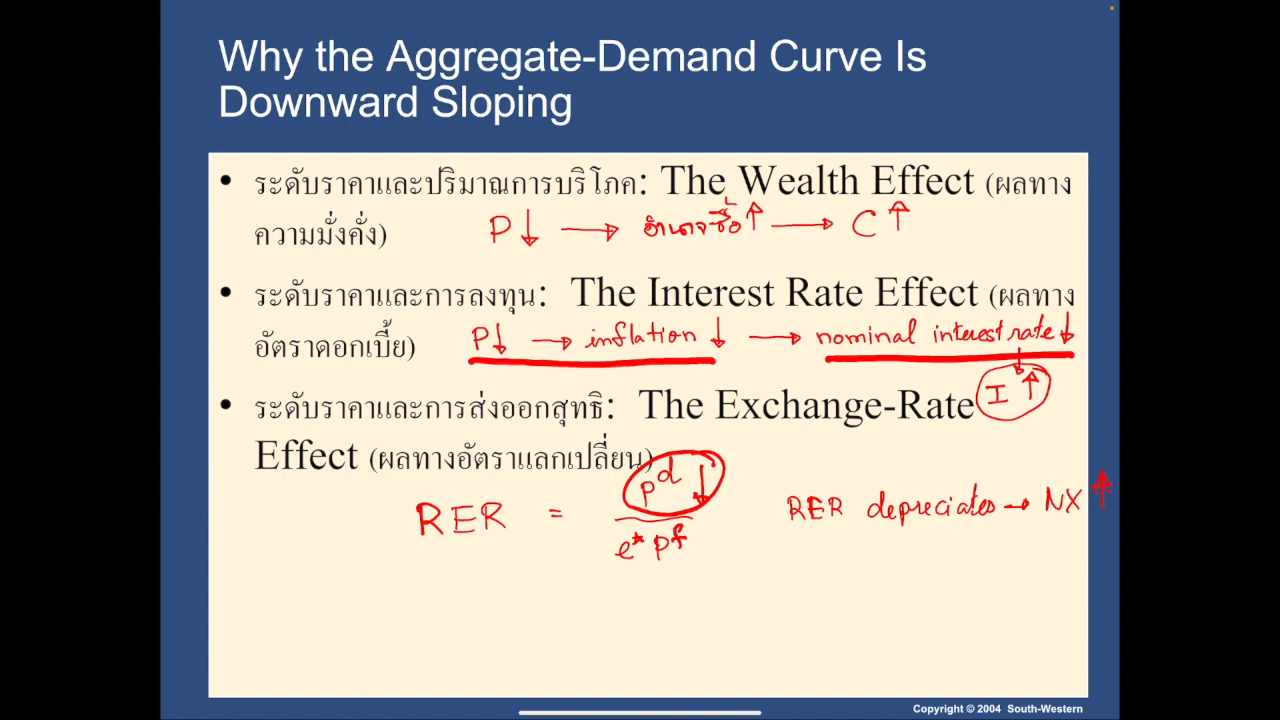 Why the Aggregate-Demand Curve Is
Downward Sloping
• ระดับราคาและปริมาณการบริโภค: The Wealth Effect (ผลทาง
ความมั่งคั่ง)
P↓ → อำนาจซื้อ↑ → C↑
• ระดับราคาและการลงทุน: The Interest Rate Effect (ผลทาง
อัตราดอกเบี้ย)
P↓ → inflation ↓ → nominal interest rate↓
I ↑
• ระดับราคาและการส่งออกสุทธิ: The Exchange-Rate
Effect (ผลทางอัตราแลกเปลี่ยน)
RER = P^d ↓
e* P^f
RER depreciates → NX ↑
Copyright © 2004 South-Western